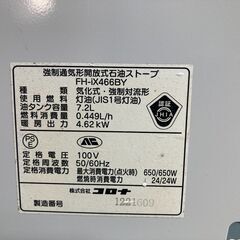 強制通気形開放式石油ストーブ
FH-iX466BY
種類 気化式・強制対流形
使用燃料 灯油(JIS1号灯油)
油タンク容量 7.2L
燃料消費量 0.449L/h
暖房出力 4.62kW
認証
JHIA
PS
E
定格電圧 100V
定格周波数 50/60Hz
定格消費電力 最大消費電力(点火時) 650/650W
燃焼時消費電力 24/24W
株式会社コロナ
製造番号 1221609